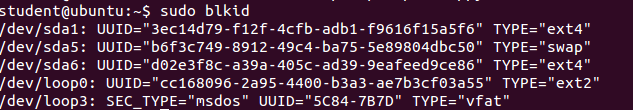 student@ubuntu:~$ sudo blkid
/dev/sda1: UUID="3ec14d79-f12f-4cfb-adb1-f9616f15a5f6" TYPE="ext4"
/dev/sda5: UUID="b6f3c749-8912-49c4-ba75-5e89804dbc50" TYPE="swap"
/dev/sda6: UUID="d02e3f8c-a39a-405c-ad39-9eafeed9ce86" TYPE="ext4"
/dev/loop0: UUID="cc168096-2a95-4400-b3a3-ae7b3cf03a55" TYPE="ext2"
/dev/loop3: SEC_TYPE="msdos" UUID="5C84-7B7D" TYPE="vfat"